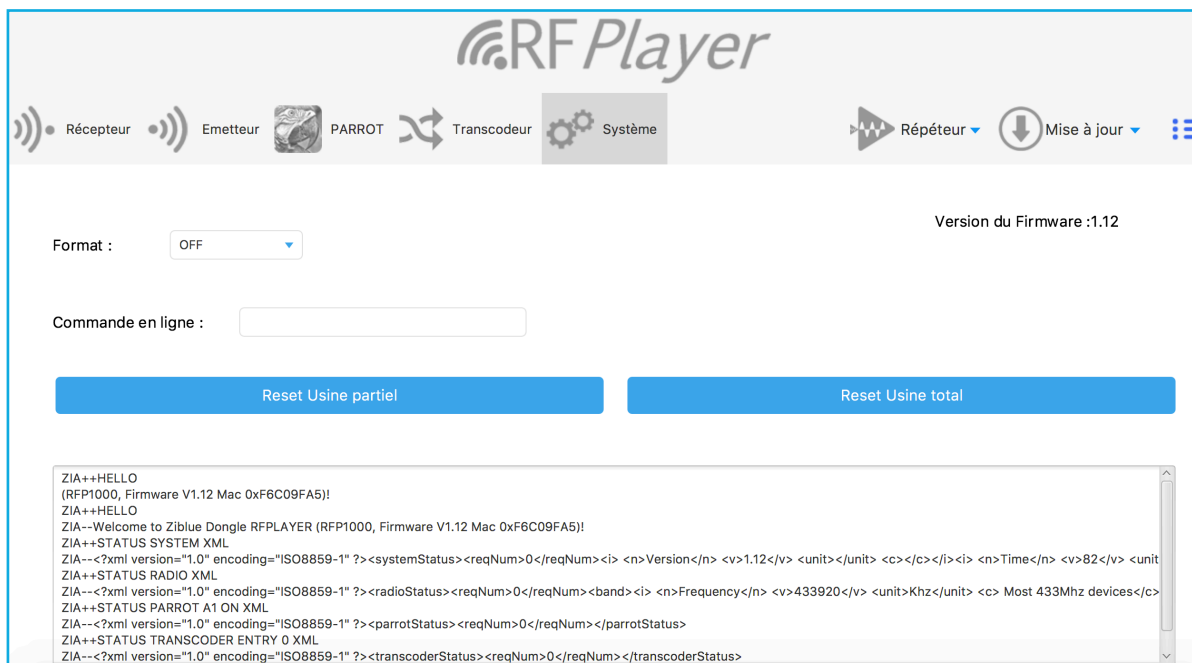 RFPlayer
Récepteur Emetteur PARROT Transcodeur Système Répéteur Mise à jour
Version du Firmware :1.12
Format : OFF
Commande en ligne :
Reset Usine partiel Reset Usine total
ZIA++HELLO
(RFP1000, Firmware V1.12 Mac 0xF6C09FA5)!
ZIA++HELLO
ZIA--Welcome to Ziblue Dongle RFPLAYER (RFP1000, Firmware V1.12 Mac 0xF6C09FA5)!
ZIA++STATUS SYSTEM XML
ZIA--<?xml version="1.0" encoding="ISO8859-1" ?><systemStatus><reqNum>0</reqNum><i> <n>Version</n> <v>1.12</v> <unit></unit> <c></c></i><i> <n>Time</n> <v>82</v> <unit
ZIA++STATUS RADIO XML
ZIA--<?xml version="1.0" encoding="ISO8859-1" ?><radioStatus><reqNum>0</reqNum><band><i> <n>Frequency</n> <v>433920</v> <unit>Khz</unit> <c> Most 433Mhz devices</c>
ZIA++STATUS PARROT A1 ON XML
ZIA--<?xml version="1.0" encoding="ISO8859-1" ?><parrotStatus><reqNum>0</reqNum></parrotStatus>
ZIA++STATUS TRANSCODER ENTRY 0 XML
ZIA--<?xml version="1.0" encoding="ISO8859-1" ?><transcoderStatus><reqNum>0</reqNum></transcoderStatus>